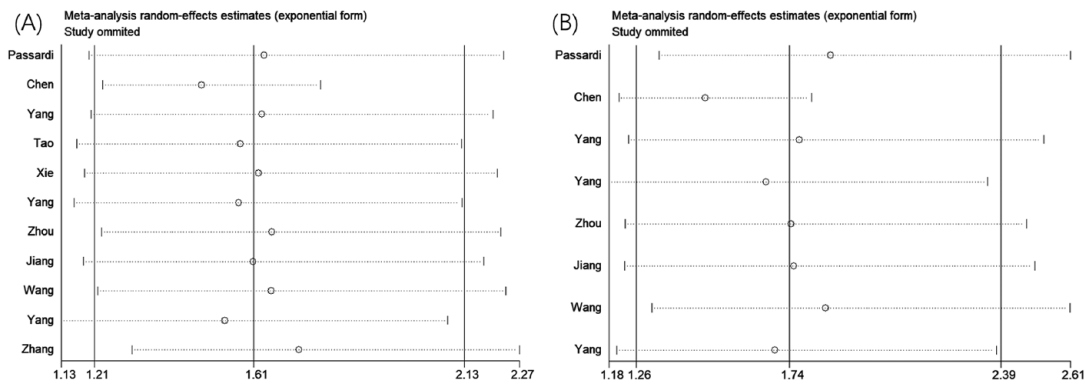 (A)
Meta-analysis random-effects estimates (exponential form)
Study ommited
Passardi
Chen
Yang
Tao
Xie
Yang
Zhou
Jiang
Wang
Yang
Zhang
1.13 1.21 1.61 2.13 2.27
(B)
Meta-analysis random-effects estimates (exponential form)
Study ommited
Passardi
Chen
Yang
Yang
Zhou
Jiang
Wang
Yang
1.18 1.26 1.74 2.39 2.61